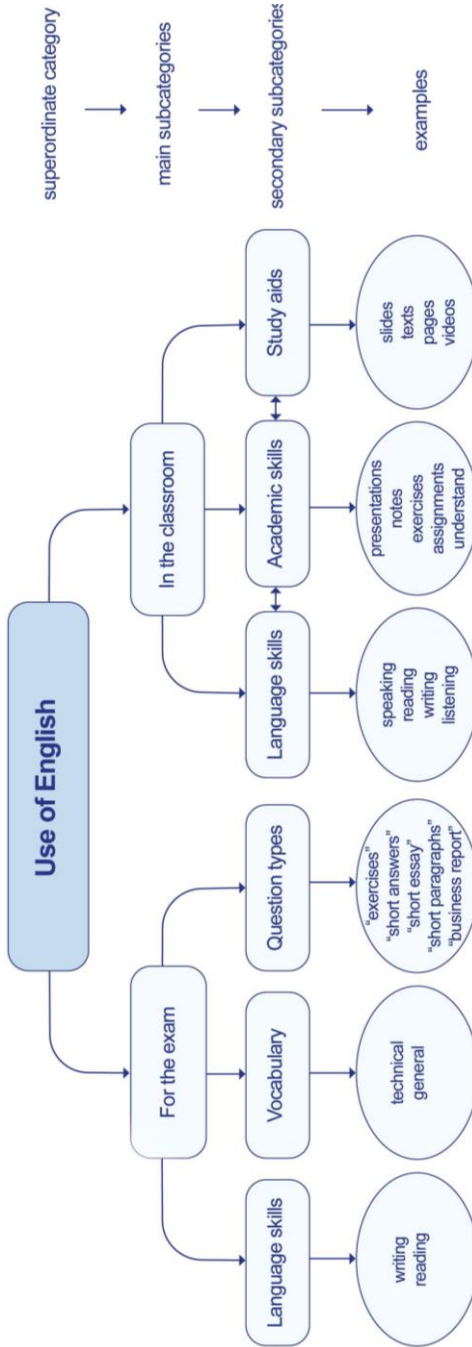 Use of English
superordinate category
For the exam
In the classroom
main subcategories
Language skills
Vocabulary
Question types
Language skills
Academic skills
Study aids
secondary subcategories
writing
reading
technical
general
“exercises”
“short answers”
“short essay”
“short paragraphs”
“business report”
speaking
reading
writing
listening
presentations
notes
exercises
assignments
understand
slides
texts
pages
videos
examples